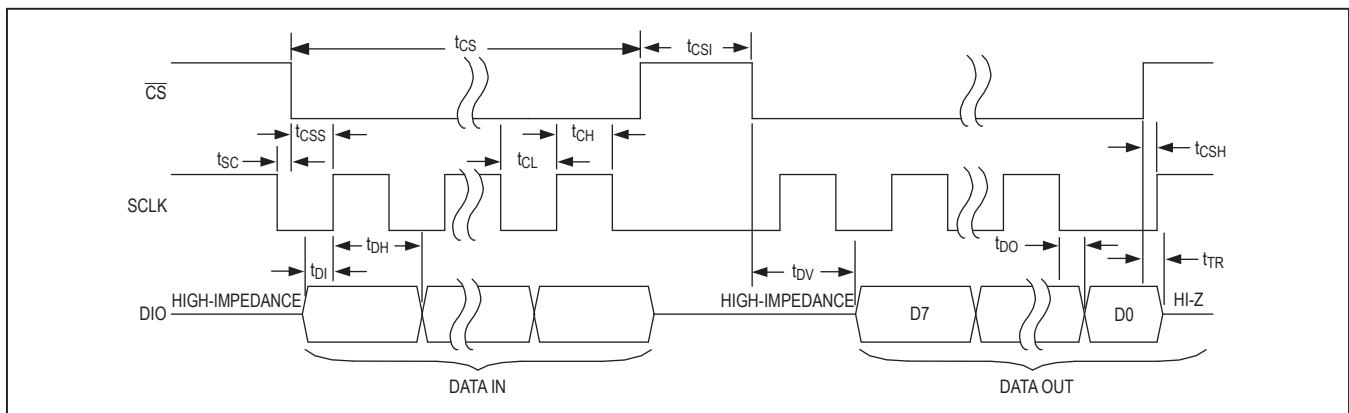 tCS
tCSI
CS
tCSS
tCH
tSC
tCL
tCSH
SCLK
tDH
tDO
tDI
tDV
tTR
HIGH-IMPEDANCE
HIGH-IMPEDANCE
HI-Z
DIO
D7
D0
DATA IN
DATA OUT